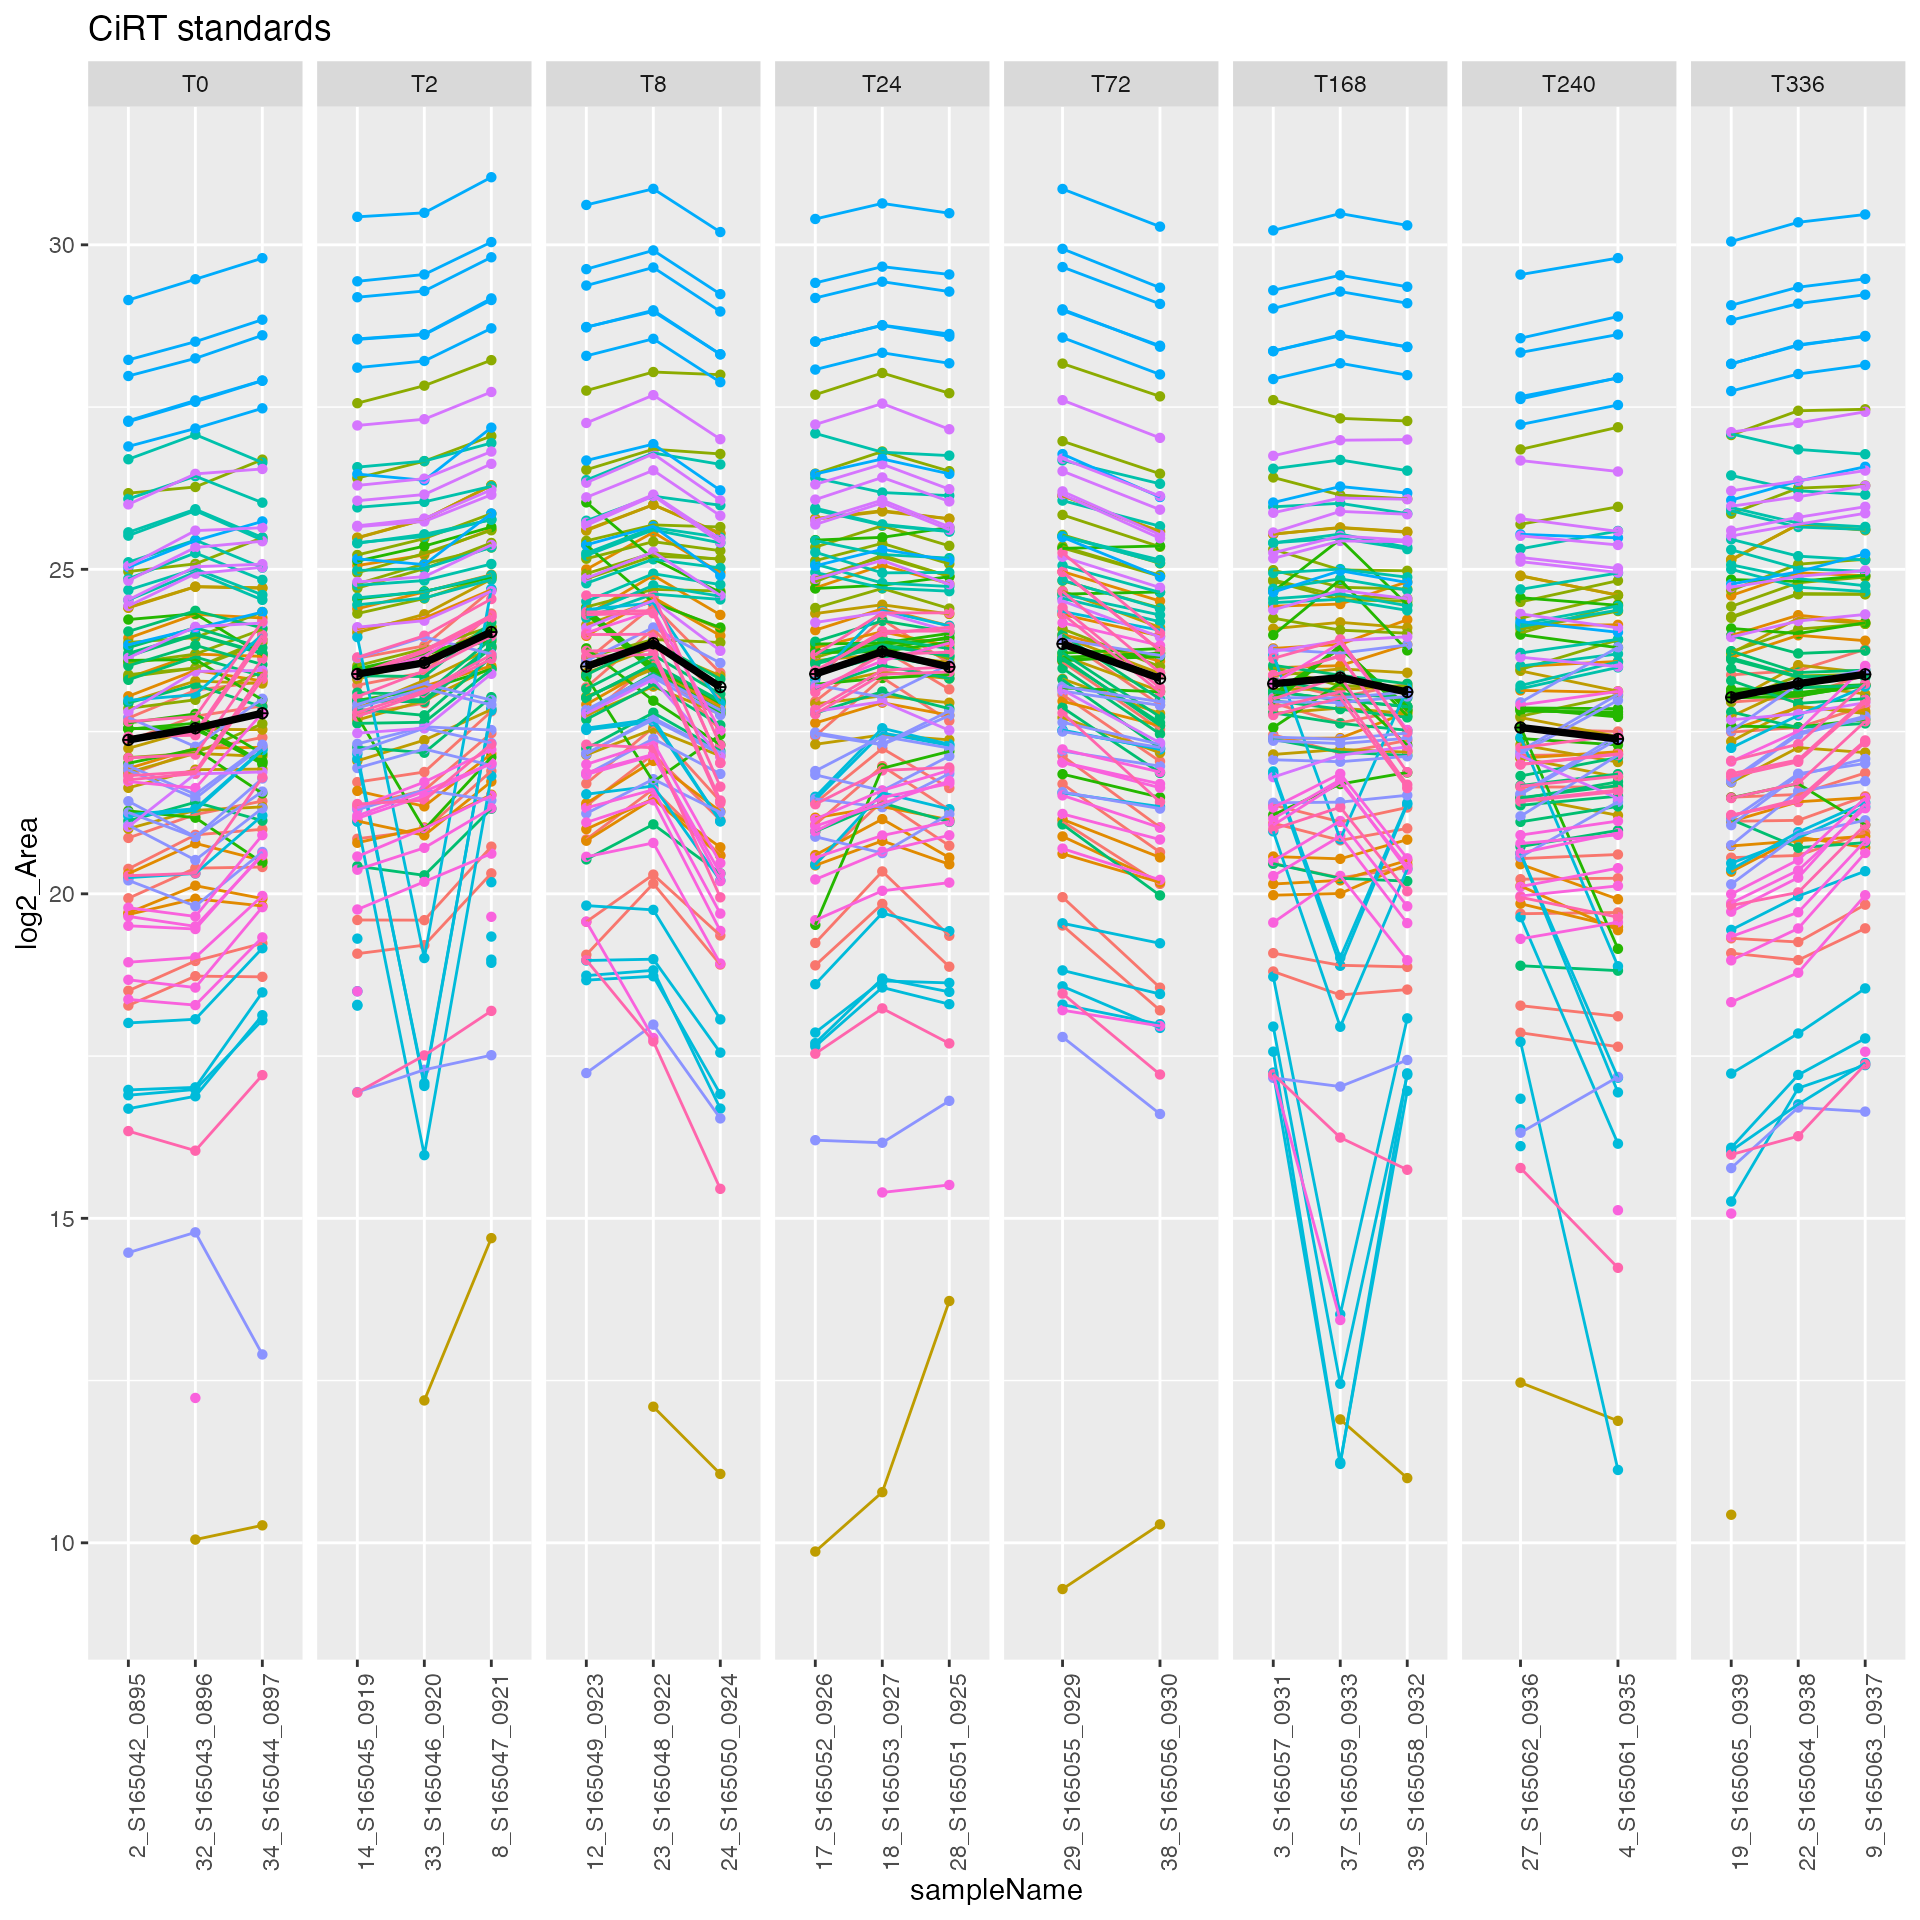 CiRT standards
T0 T2 T8 T24 T72 T168 T240 T336
log2_Area
30
25
20
15
10
2_S165042_0895
32_S165043_0896
34_S165044_0897
14_S165045_0919
33_S165046_0920
8_S165047_0921
12_S165049_0923
23_S165048_0922
24_S165050_0924
17_S165052_0926
18_S165053_0927
28_S165051_0925
29_S165055_0929
38_S165056_0930
3_S165057_0931
37_S165059_0933
39_S165058_0932
27_S165062_0936
4_S165061_0935
19_S165065_0939
22_S165064_0938
9_S165063_0937
sampleName